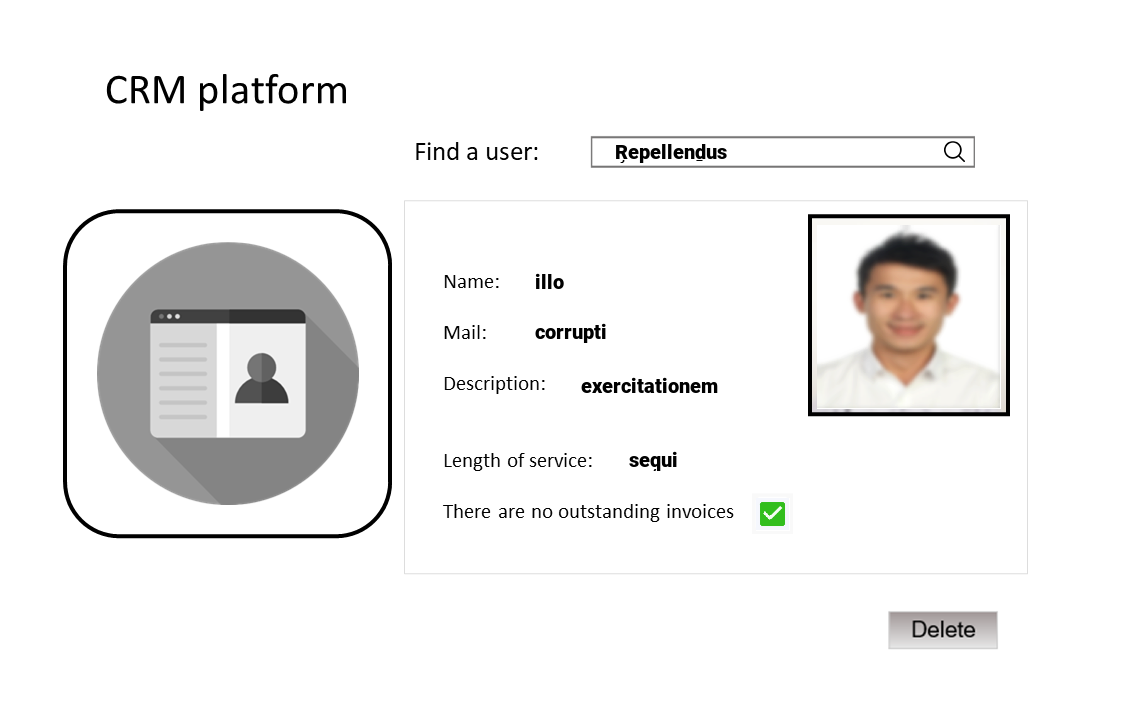 CRM platform
Find a user: Ŗepellenḏus
Name: illo
Mail: corrupti
Description: exercitationem
Length of service: sequi
There are no outstanding invoices
Delete